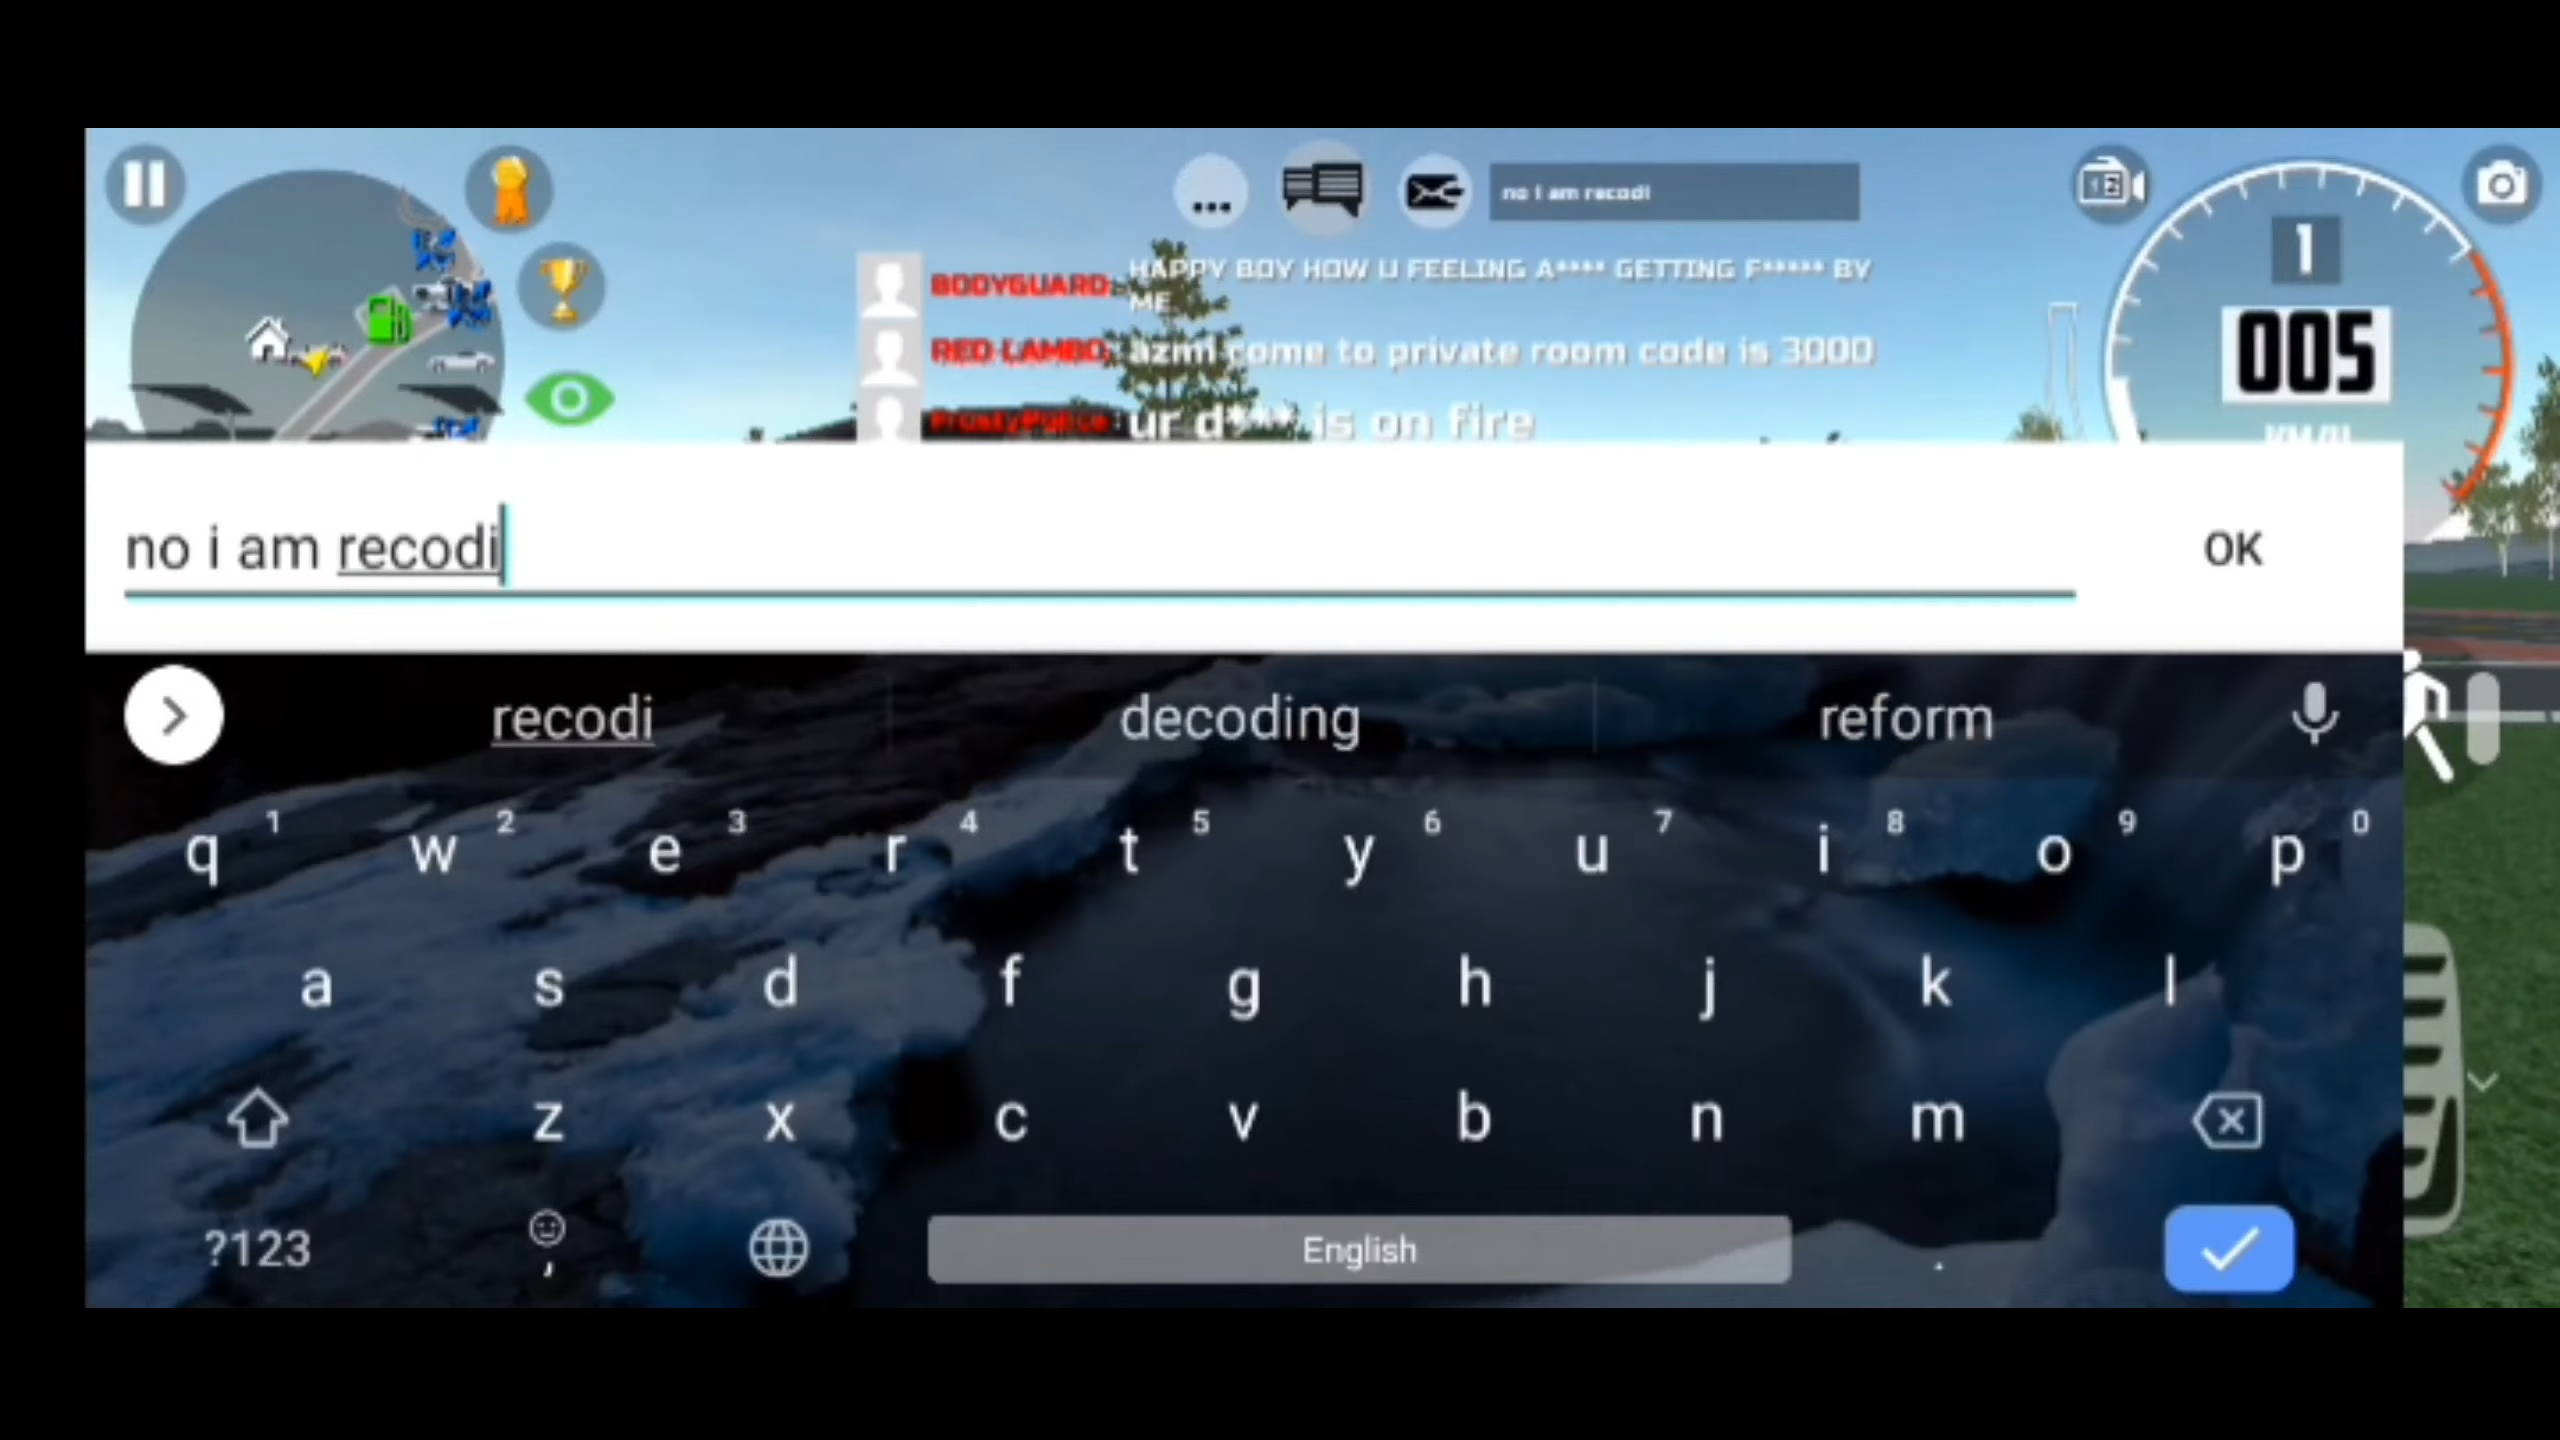 no i am recodi
1
BODYGUARD: HAPPY BOY HOW U FEELING A**** GETTING F***** BY
ME
RED LAMBO: azmi come to private room code is 3000
FrostyPolice: ur d*** is on fire
005
KM/H
no i am recodi
OK
recodi decoding reform
q 1 w 2 e 3 r 4 t 5 y 6 u 7 i 8 o 9 p 0
a s d f g h j k l
z x c v b n m
?123 , English .